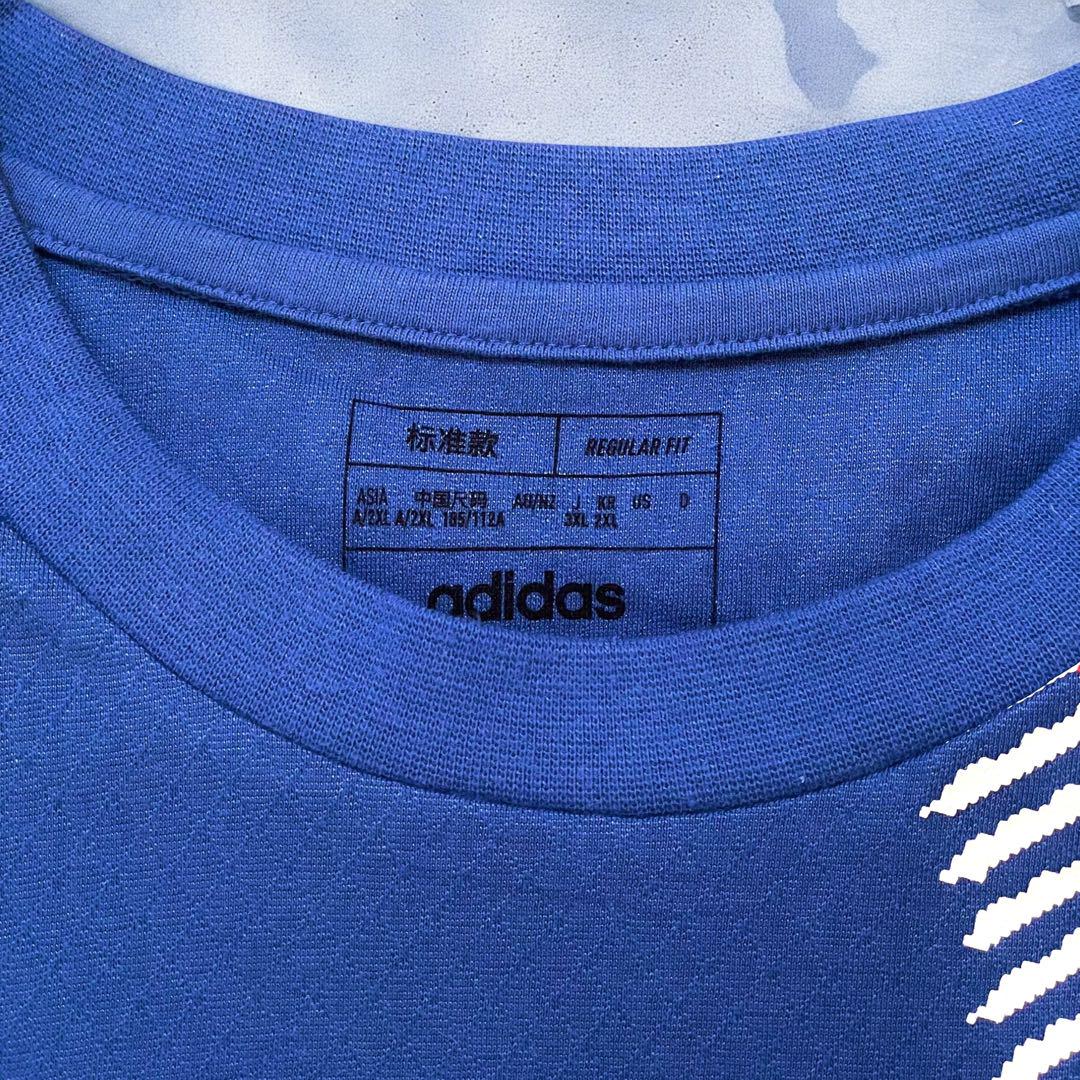 标准款 REGULAR FIT
ASIA 中国尺码 AU/NZ J KR US D
A/2XL A/2XL 185/112A 3XL 2XL
adidas